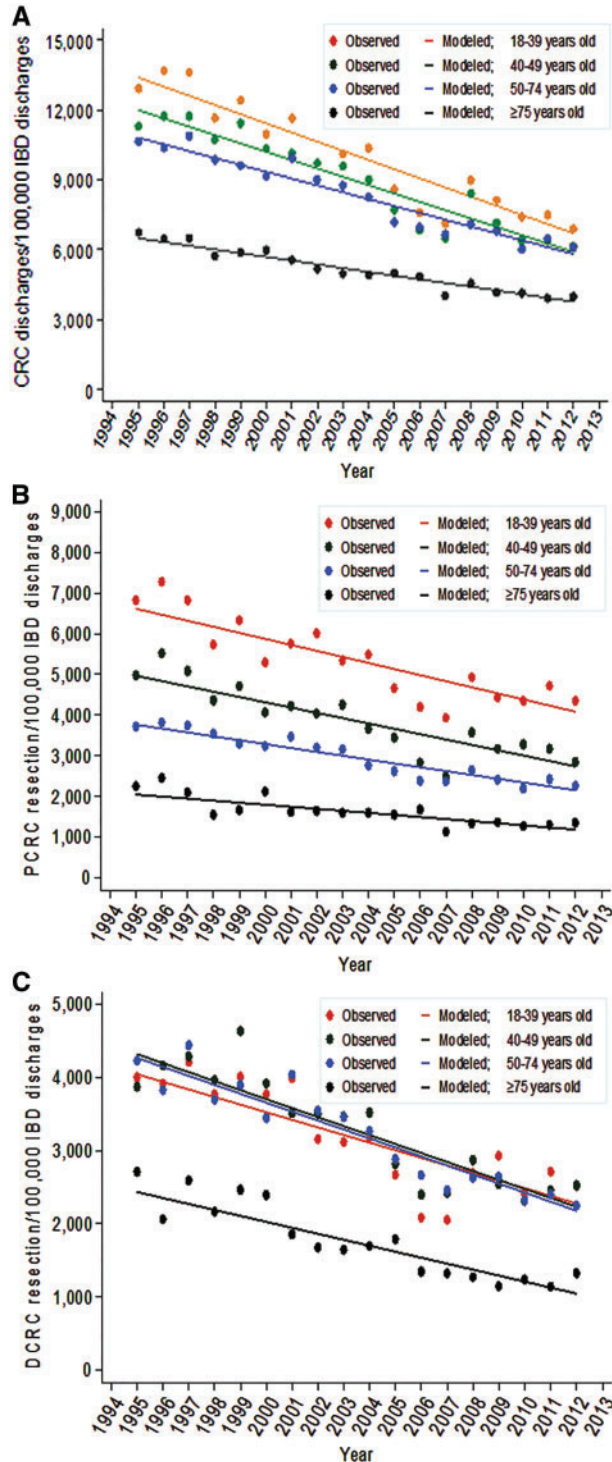 A
CRC discharges/100,000 IBD discharges
15,000
12,000
9,000
6,000
3,000
0
Observed Modeled; 18-39 years old
Observed Modeled; 40-49 years old
Observed Modeled; 50-74 years old
Observed Modeled; ≥75 years old
1994 1995 1996 1997 1998 1999 2000 2001 2002 2003 2004 2005 2006 2007 2008 2009 2010 2011 2012 2013
Year
B
PCRC resection/100,000 IBD discharges
9,000
8,000
7,000
6,000
5,000
4,000
3,000
2,000
1,000
0
Observed Modeled; 18-39 years old
Observed Modeled; 40-49 years old
Observed Modeled; 50-74 years old
Observed Modeled; ≥75 years old
1994 1995 1996 1997 1998 1999 2000 2001 2002 2003 2004 2005 2006 2007 2008 2009 2010 2011 2012 2013
Year
C
DCRC resection/100,000 IBD discharges
5,000
4,000
3,000
2,000
1,000
0
Observed Modeled; 18-39 years old
Observed Modeled; 40-49 years old
Observed Modeled; 50-74 years old
Observed Modeled; ≥75 years old
1994 1995 1996 1997 1998 1999 2000 2001 2002 2003 2004 2005 2006 2007 2008 2009 2010 2011 2012 2013
Year